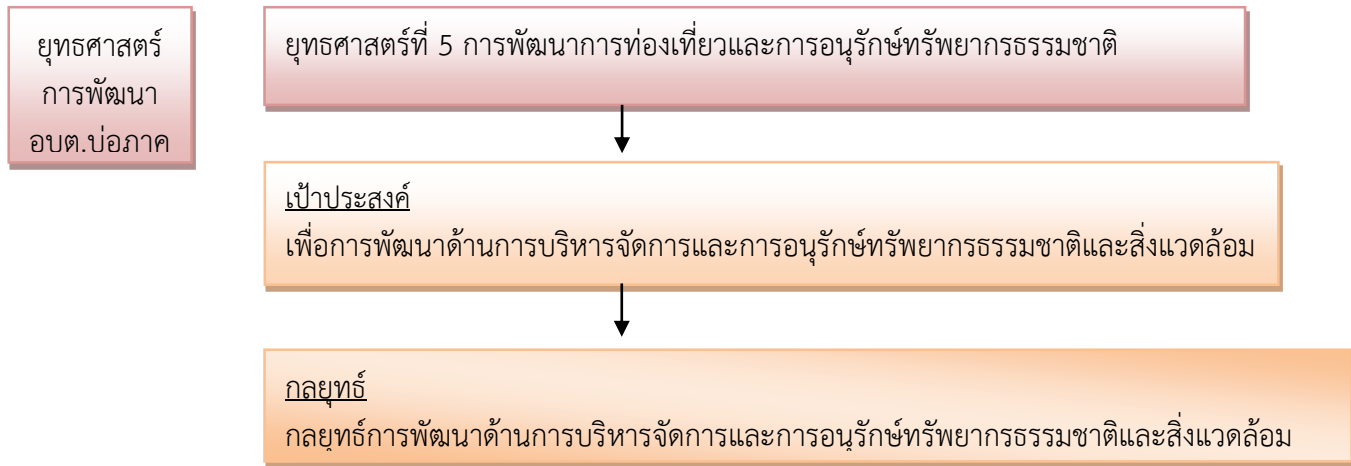 ยุทธศาสตร์
การพัฒนา
อบต.บ่อภาค
ยุทธศาสตร์ที่ 5 การพัฒนาการท่องเที่ยวและการอนุรักษ์ทรัพยากรธรรมชาติ
เป้าประสงค์
เพื่อการพัฒนาด้านการบริหารจัดการและการอนุรักษ์ทรัพยากรธรรมชาติและสิ่งแวดล้อม
กลยุทธ์
กลยุทธ์การพัฒนาด้านการบริหารจัดการและการอนุรักษ์ทรัพยากรธรรมชาติและสิ่งแวดล้อม